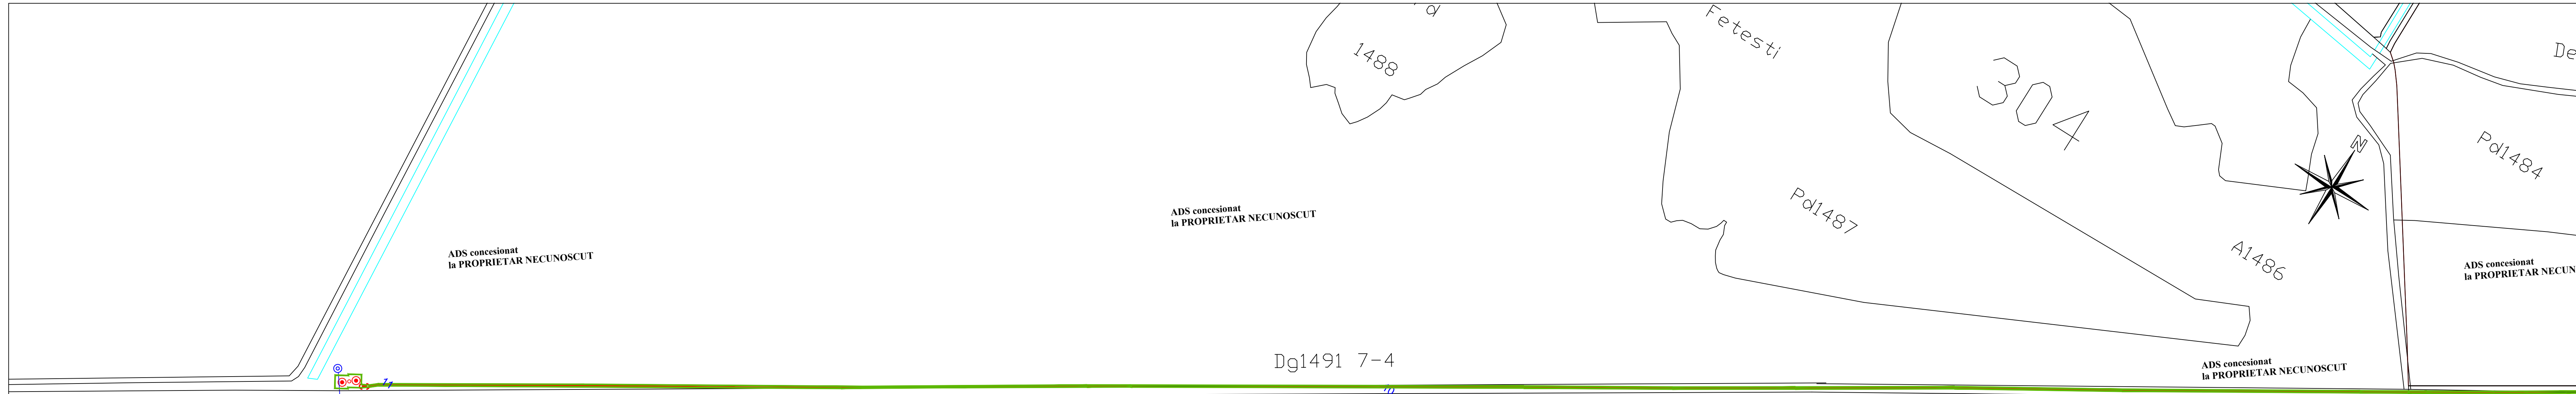 d
1488
Fetesti
304
De
N
Pd1484
Pd1487
A1486
ADS concesionat
la PROPRIETAR NECUNOSCUT
ADS concesionat
la PROPRIETAR NECUNOSCUT
ADS concesionat
la PROPRIETAR NECUN
Dg1491 7-4
ADS concesionat
la PROPRIETAR NECUNOSCUT
11